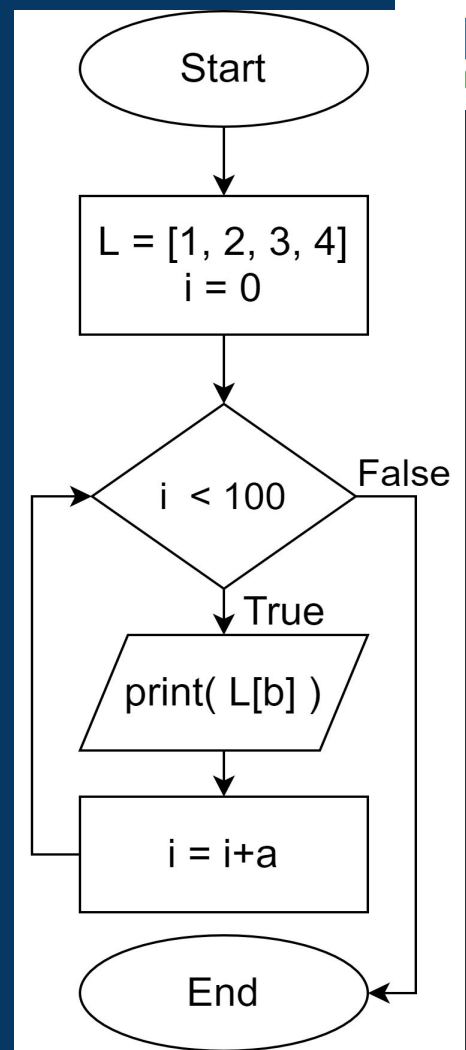 Start
L = [1, 2, 3, 4]
i = 0
i < 100
False
True
print( L[b] )
i = i+a
End